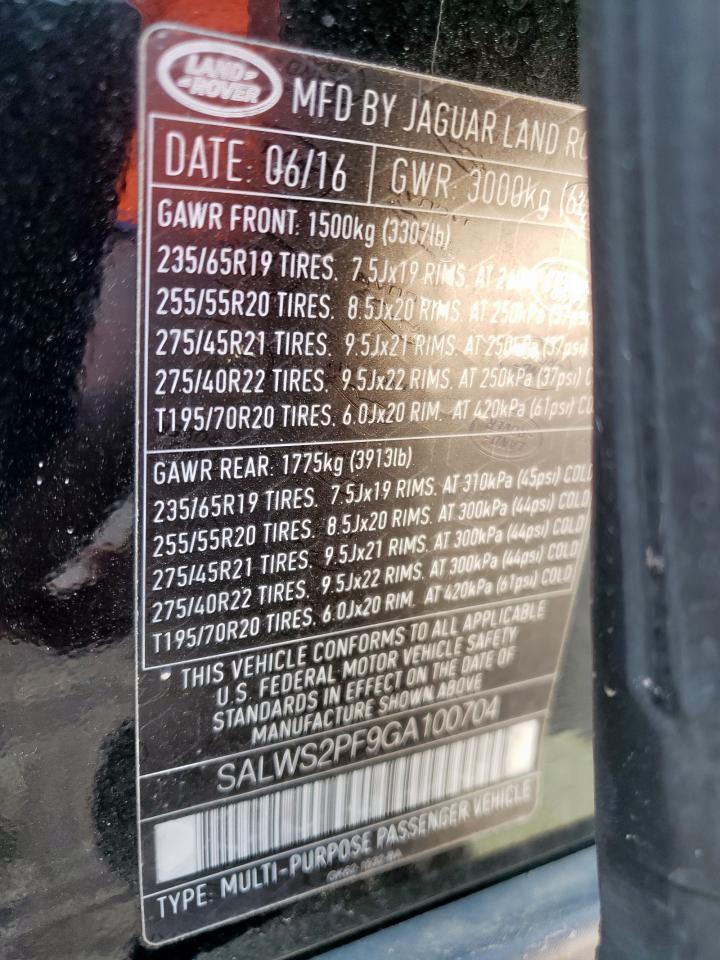 LAND ROVER
MFD BY JAGUAR LAND
DATE: 06/16 GWR: 3000kg
GAWR FRONT: 1500kg (3307lb)
235/65R19 TIRES. 7.5Jx19 RIMS. AT
255/55R20 TIRES. 8.5Jx20 RIMS. AT 250kPa (37psi)
275/45R21 TIRES. 9.5Jx21 RIMS. AT 250kPa (37psi)
275/40R22 TIRES. 9.5Jx22 RIMS. AT 250kPa (37psi)
T195/70R20 TIRES. 6.0Jx20 RIM. AT 420kPa (61psi)
GAWR REAR: 1775kg (3913lb)
235/65R19 TIRES. 7.5Jx19 RIMS. AT 310kPa (45psi) COLD
255/55R20 TIRES. 8.5Jx20 RIMS. AT 300kPa (44psi) COLD
275/45R21 TIRES. 9.5Jx21 RIMS. AT 300kPa (44psi) COLD
275/40R22 TIRES. 9.5Jx22 RIMS. AT 300kPa (44psi) COLD
T195/70R20 TIRES. 6.0Jx20 RIM. AT 420kPa (61psi) COLD
• THIS VEHICLE CONFORMS TO ALL APPLICABLE
U.S. FEDERAL MOTOR VEHICLE SAFETY
STANDARDS IN EFFECT ON THE DATE OF
MANUFACTURE SHOWN ABOVE
SALWS2PF9GA100704
TYPE: MULTI-PURPOSE PASSENGER VEHICLE